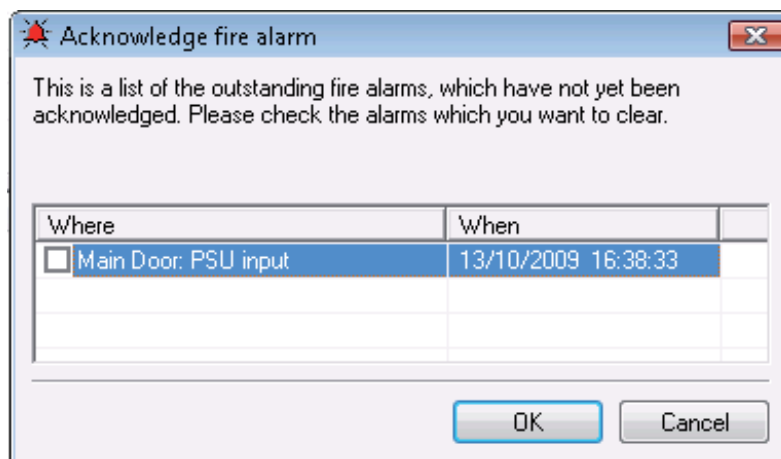 Acknowledge fire alarm
This is a list of the outstanding fire alarms, which have not yet been
acknowledged. Please check the alarms which you want to clear.
Where When
Main Door: PSU input 13/10/2009 16:38:33
OK Cancel